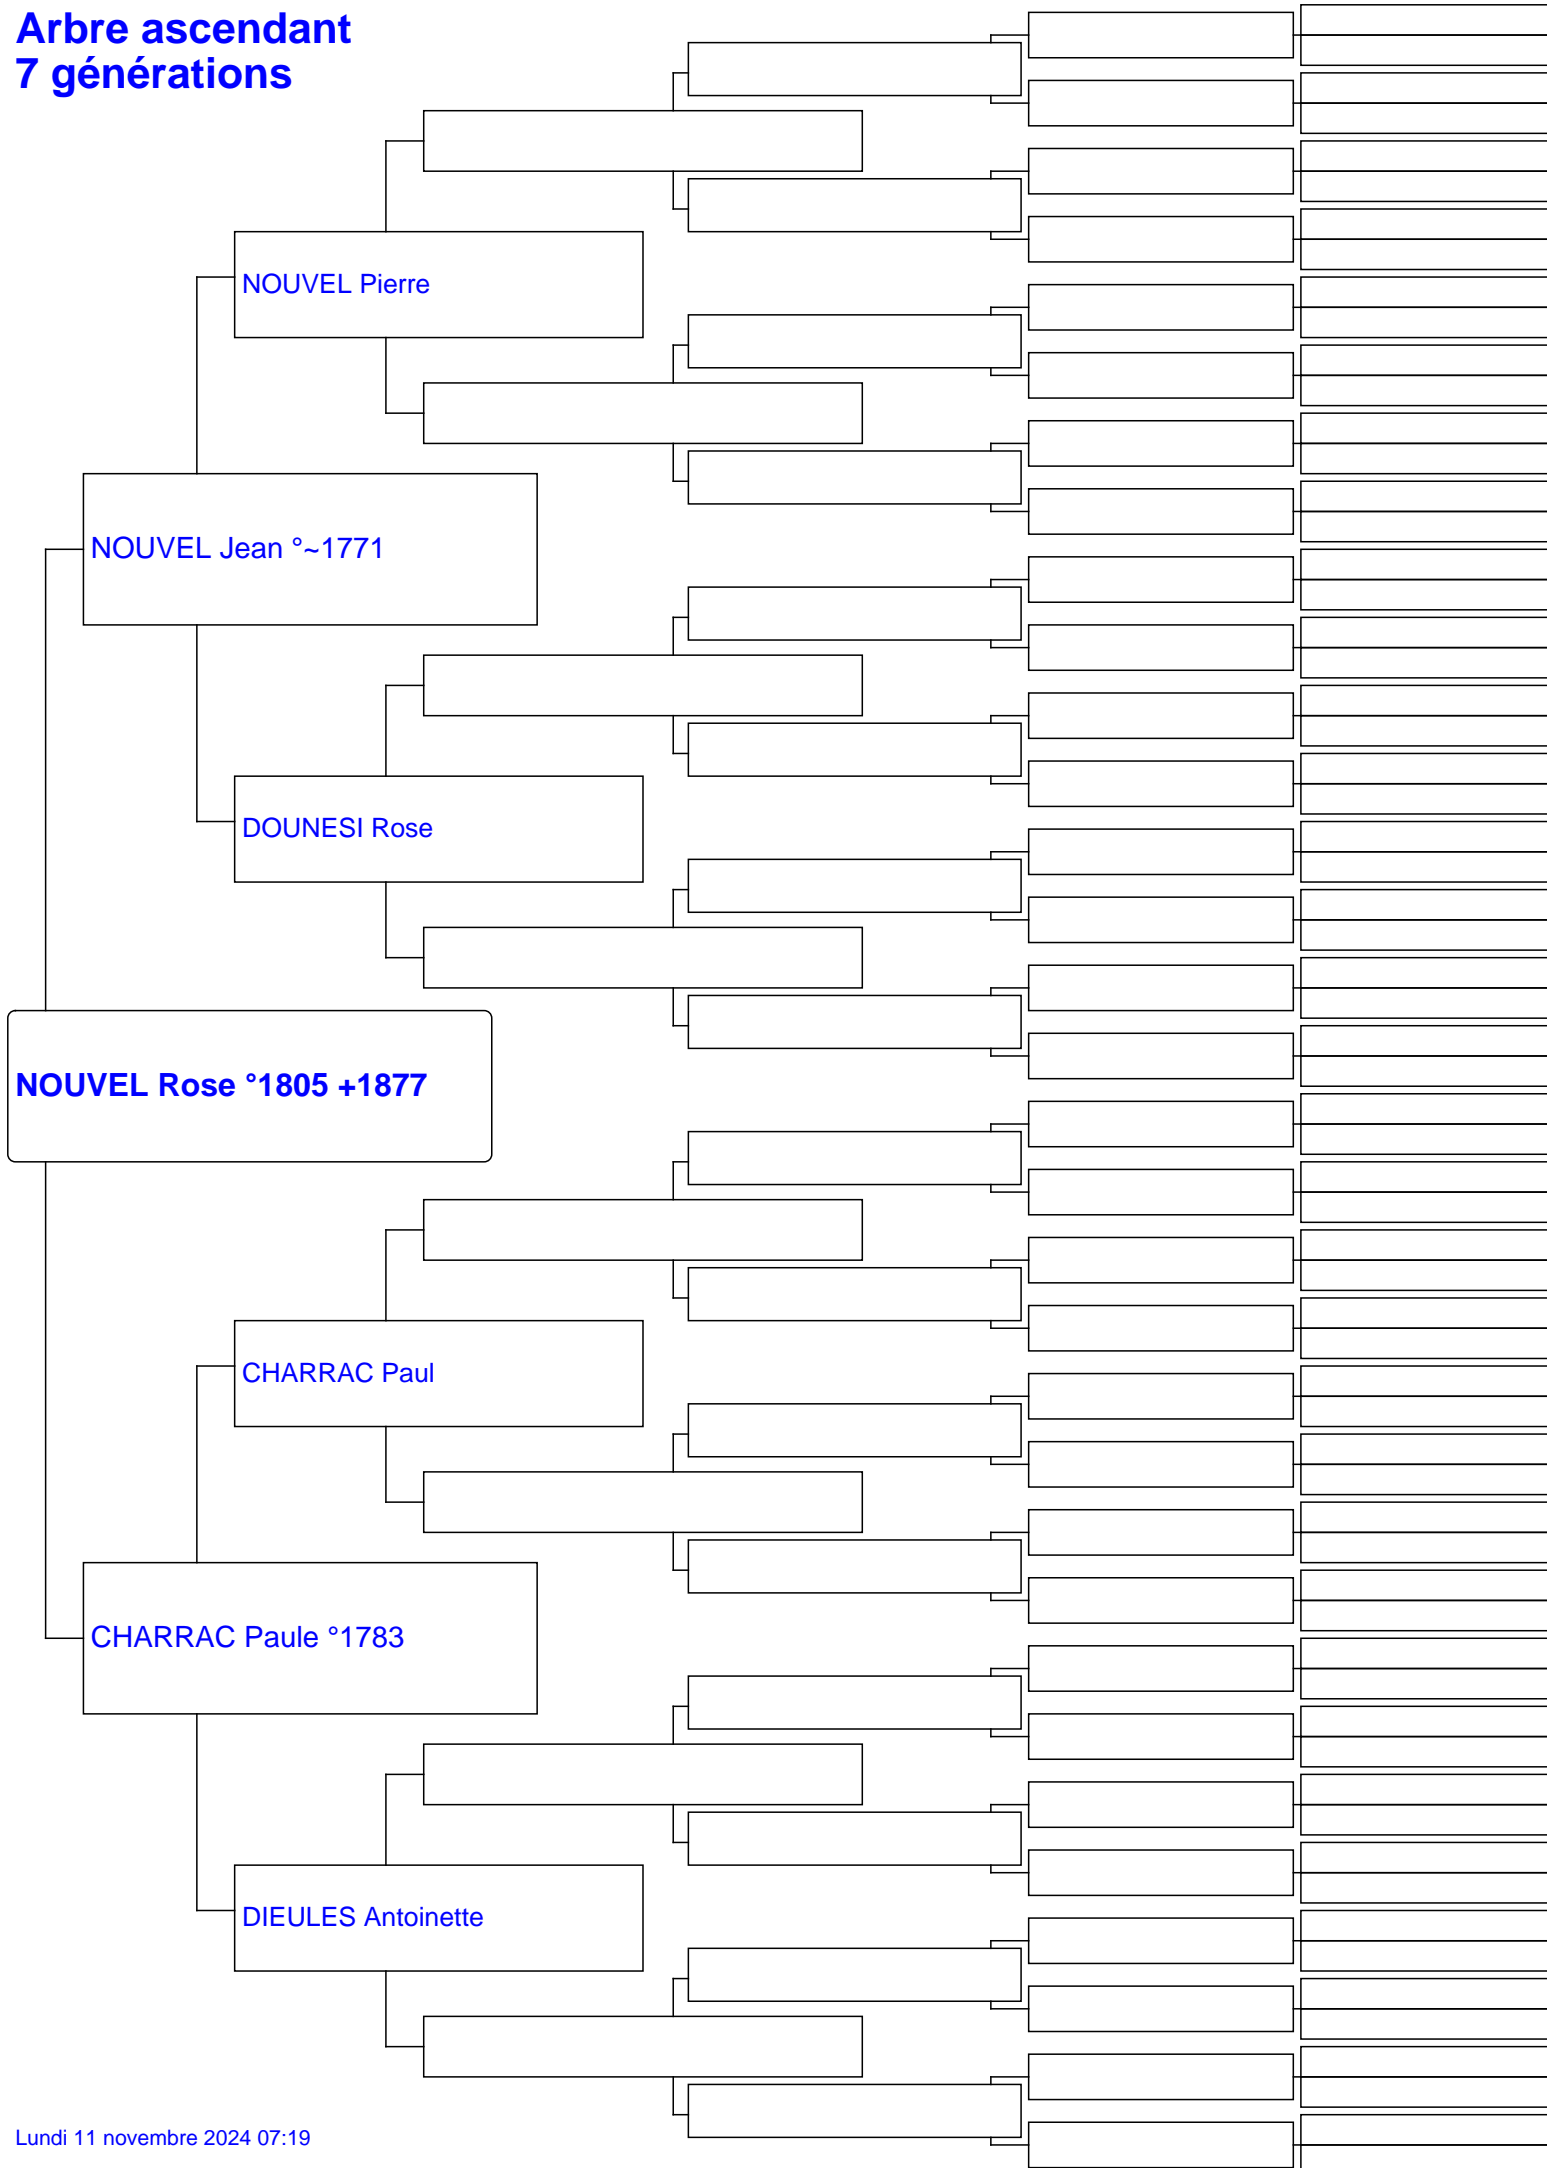 Arbre ascendant
7 générations
NOUVEL Pierre
NOUVEL Jean °~1771
DOUNESI Rose
NOUVEL Rose °1805 +1877
CHARRAC Paul
CHARRAC Paule °1783
DIEULES Antoinette
Lundi 11 novembre 2024 07:19